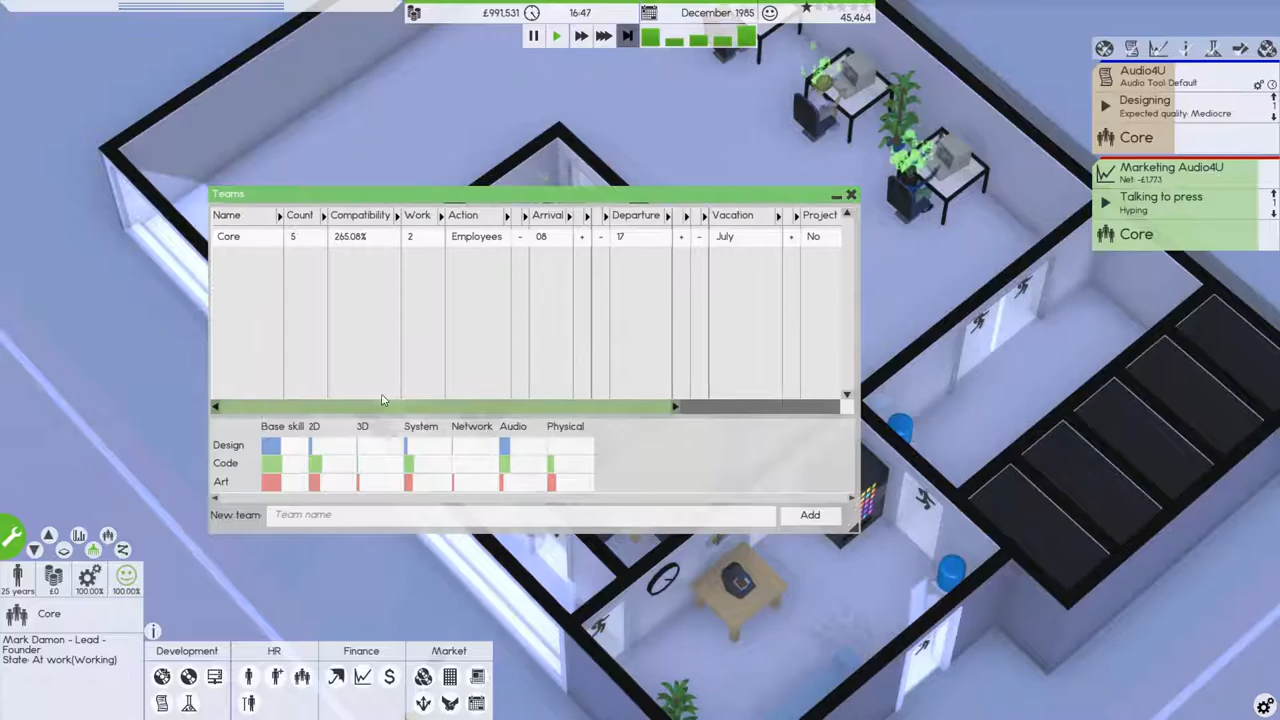 £991,531
16:47
December 1985
45,464
Audio4U
Audio Tool Default
Designing
Expected quality: Mediocre
1
Core
Marketing Audio4U
Net: -£1,773
Talking to press
Hyping
1
Core
Teams
Name Count Compatibility Work Action Arrival Departure Vacation Project
Core 5 265.08% 2 Employees - 08 + - 17 + - July + No
Base skill 2D 3D System Network Audio Physical
Design
Code
Art
New team: Team name Add
25 years £0 100.00% 100.00%
Core
Mark Damon - Lead -
Founder
State: At work(Working)
Development HR Finance Market